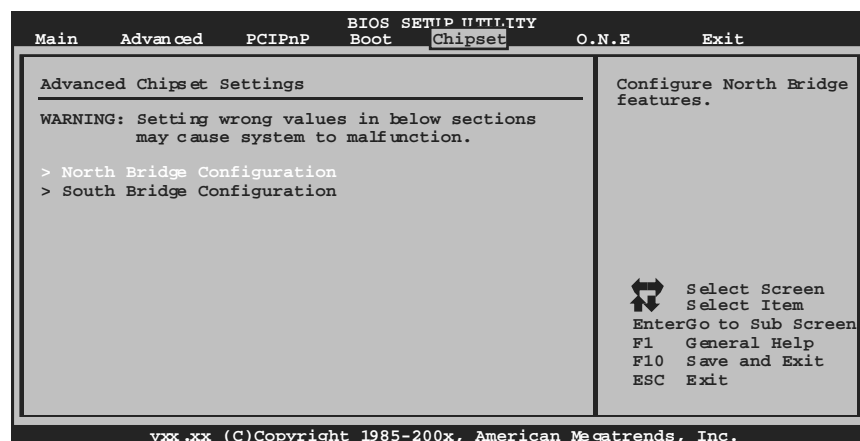 BIOS SETUP UTILITY
Main Advanced PCIPnP Boot Chipset O.N.E Exit
Advanced Chipset Settings
WARNING: Setting wrong values in below sections
may cause system to malfunction.
> North Bridge Configuration
> South Bridge Configuration
Configure North Bridge
features.
Select Screen
Select Item
EnterGo to Sub Screen
F1 General Help
F10 Save and Exit
ESC Exit
vxx.xx (C)Copyright 1985-200x, American Megatrends, Inc.